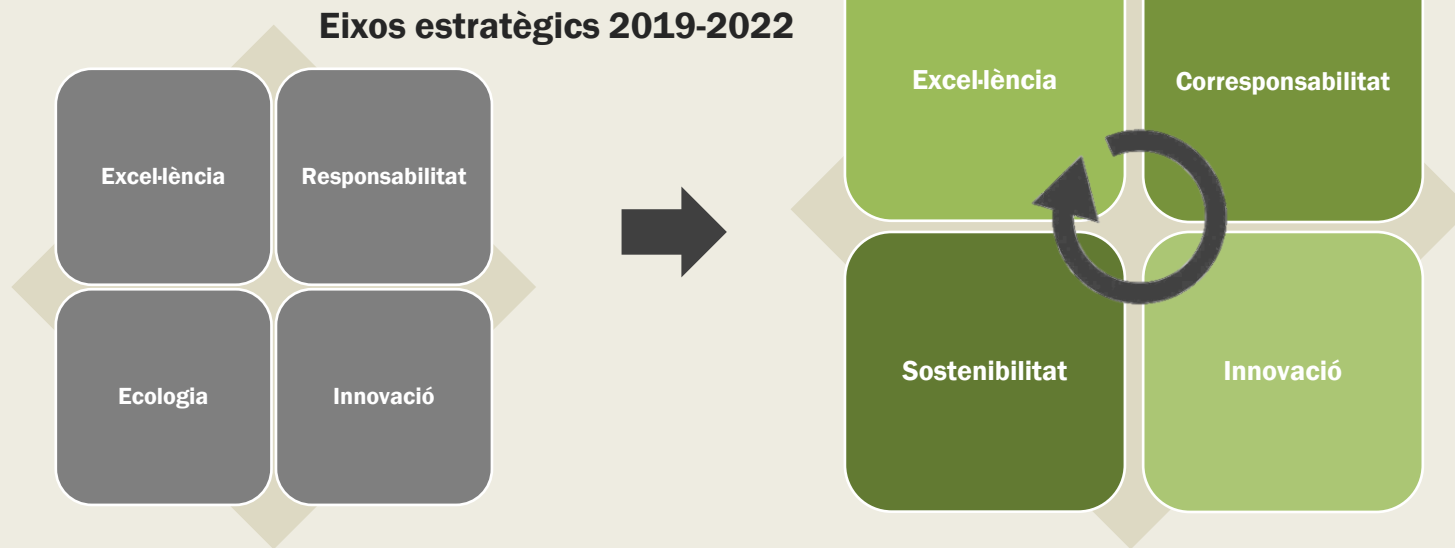 Eixos estratègics 2019-2022
Excel·lència
Responsabilitat
Ecologia
Innovació
Excel·lència
Corresponsabilitat
Sostenibilitat
Innovació